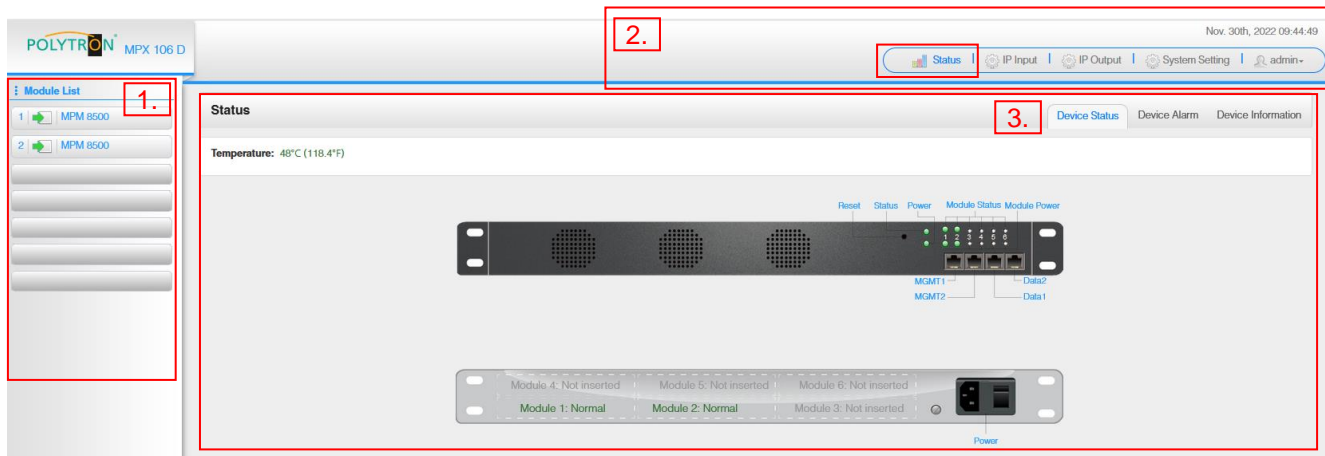 POLYTRON MPX 106 D
2.
Nov. 30th, 2022 09:44:49
Status IP Input IP Output System Setting admin
Module List
1.
1 MPM 8500
2 MPM 8500
Status
3.
Device Status Device Alarm Device Information
Temperature: 48°C (118.4°F)
Reset Status Power Module Status Module Power
1 2 3 4 5 6
MGMT1 Data2
MGMT2 Data1
Module 4: Not inserted Module 5: Not inserted Module 6: Not inserted
Module 1: Normal Module 2: Normal Module 3: Not inserted
Power